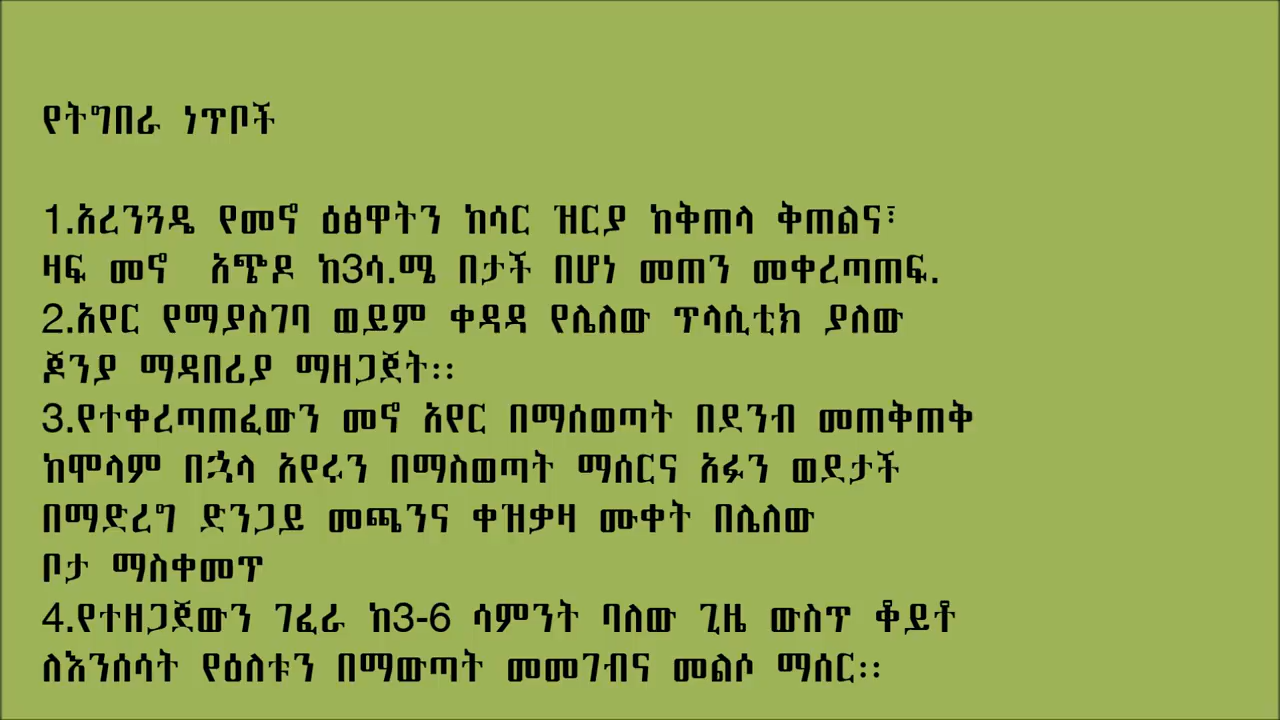 የትግበራ ነጥቦች
1.አረንጓዴ የመኖ ዕፅዋትን ከሳር ዝርያ ከቅጠላ ቅጠልና፣
ዛፍ መኖ አጭዶ ከ3ሳ.ሜ በታች በሆነ መጠን መቀረጣጠፍ.
2.አየር የማያስገባ ወይም ቀዳዳ የሌለው ፕላሲቲክ ያለው
ጆንያ ማዳበሪያ ማዘጋጀት፡፡
3.የተቀረጣጠፈውን መኖ አየር በማሰወጣት በደንብ መጠቅጠቅ
ከሞላም በኋላ አየሩን በማስወጣት ማሰርና አፉን ወደታች
በማድረግ ድንጋይ መጫንና ቀዝቃዛ ሙቀት በሌለው
ቦታ ማስቀመጥ
4.የተዘጋጀውን ገፈራ ከ3-6 ሳምንት ባለው ጊዜ ውስጥ ቆይቶ
ለእንሰሳት የዕለቱን በማውጣት መመገብና መልሶ ማሰር፡፡